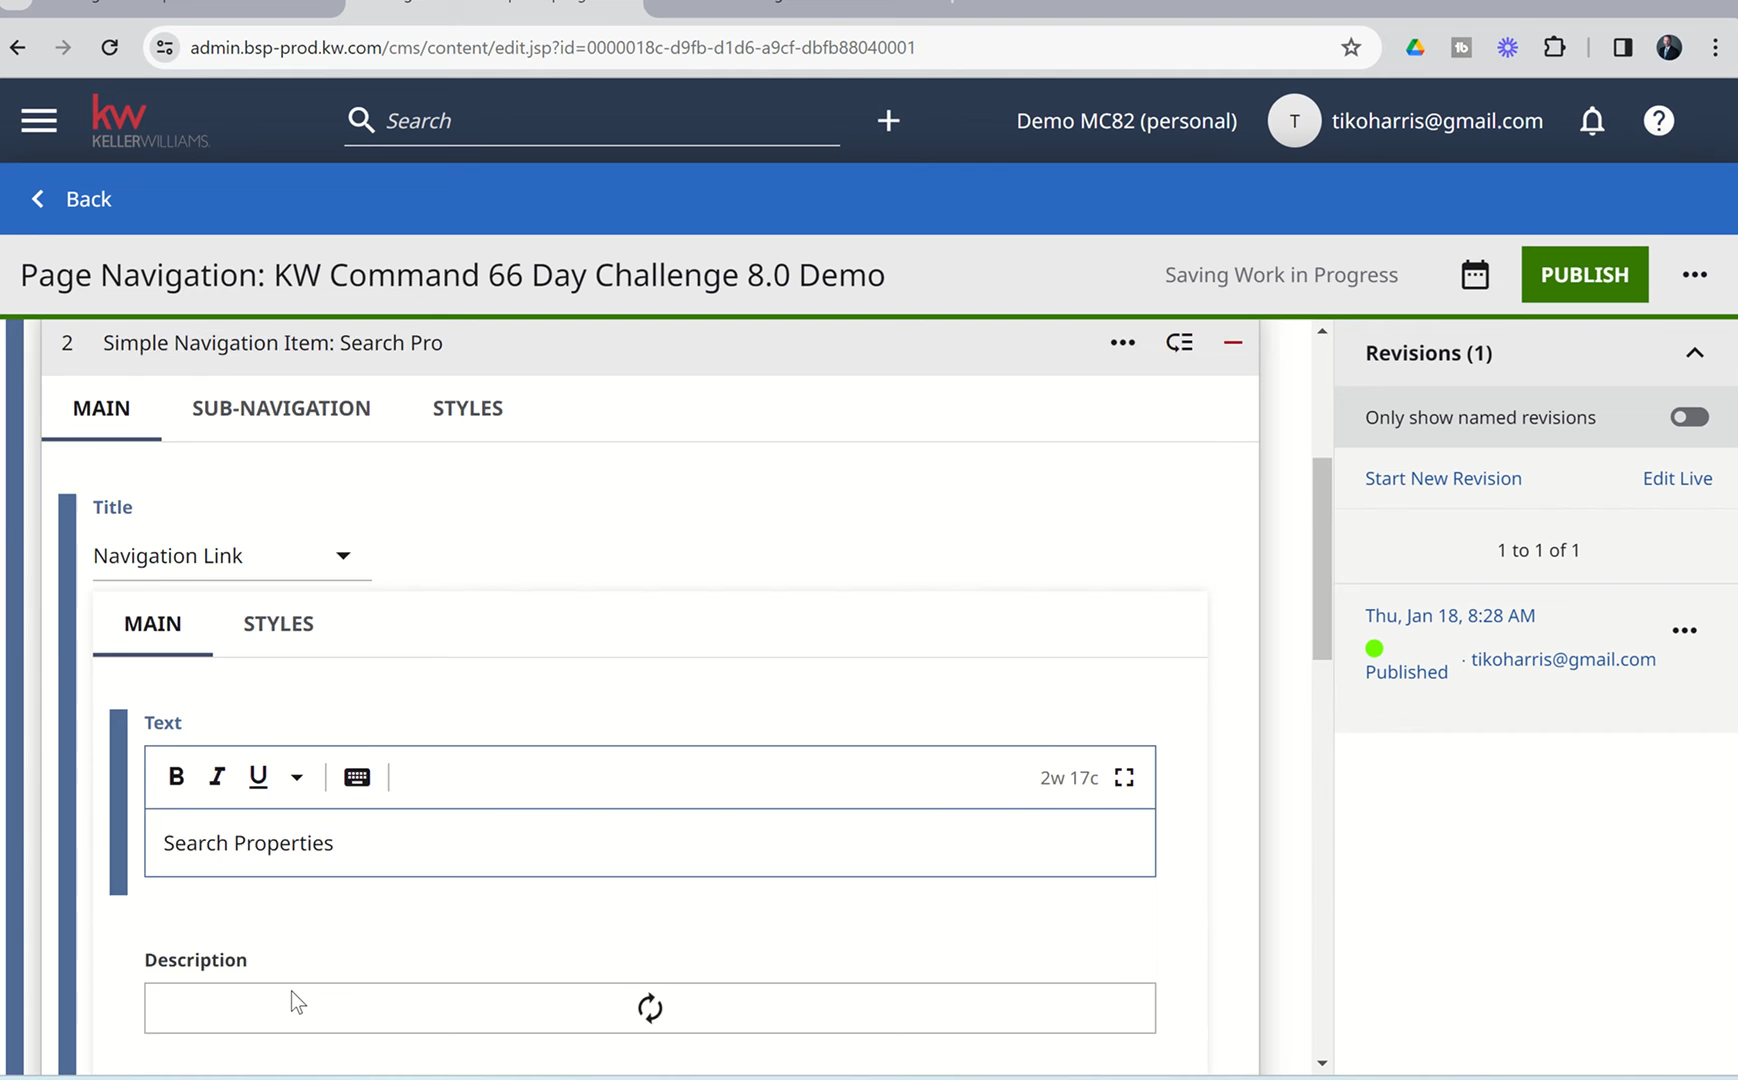 admin.bsp-prod.kw.com/cms/content/edit.jsp?id=0000018c-d9fb-d1d6-a9cf-dbfb88040001
kw
KELLERWILLIAMS.
Search
Demo MC82 (personal)
T
tikoharris@gmail.com
Back
Page Navigation: KW Command 66 Day Challenge 8.0 Demo
Saving Work in Progress
PUBLISH
2 Simple Navigation Item: Search Pro
MAIN SUB-NAVIGATION STYLES
Title
Navigation Link
MAIN STYLES
Text
B I U
2w 17c
Search Properties
Description
Revisions (1)
Only show named revisions
Start New Revision Edit Live
1 to 1 of 1
Thu, Jan 18, 8:28 AM
Published · tikoharris@gmail.com